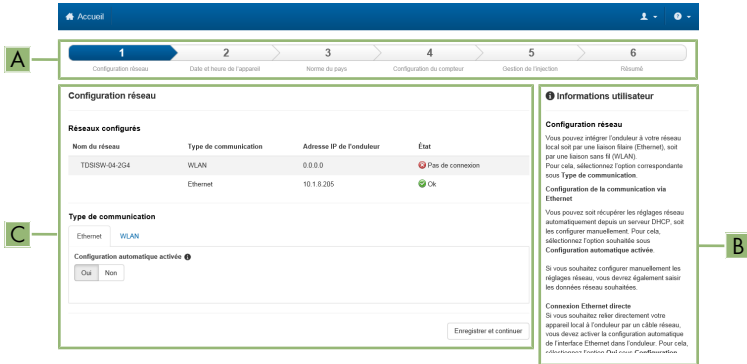 Accueil
A
1 2 3 4 5 6
Configuration réseau Date et heure de l'appareil Norme du pays Configuration du compteur Gestion de l'injection Résumé
Configuration réseau
Réseaux configurés
Nom du réseau Type de communication Adresse IP de l'onduleur État
TDSISW-04-2G4 WLAN 0.0.0.0 Pas de connexion
Ethernet 10.1.8.205 Ok
C
Type de communication
Ethernet WLAN
Configuration automatique activée
Oui Non
Enregistrer et continuer
Informations utilisateur
Configuration réseau
Vous pouvez intégrer l'onduleur à votre réseau
local soit par une liaison filaire (Ethernet), soit
par une liaison sans fil (WLAN).
Pour cela, sélectionnez l'option correspondante
sous Type de communication.
Configuration de la communication via
Ethernet
Vous pouvez soit récupérer les réglages réseau
automatiquement depuis un serveur DHCP, soit
les configurer manuellement. Pour cela,
sélectionnez l'option souhaitée sous
Configuration automatique activée.
Si vous souhaitez configurer manuellement les
réglages réseau, vous devrez également saisir
les données réseau souhaitées.
Connexion Ethernet directe
Si vous souhaitez relier directement votre
appareil local à l'onduleur par un câble réseau,
vous devez activer la configuration automatique
de l'interface Ethernet dans l'onduleur. Pour cela,
sélectionnez l'option Oui sous Configuration
B